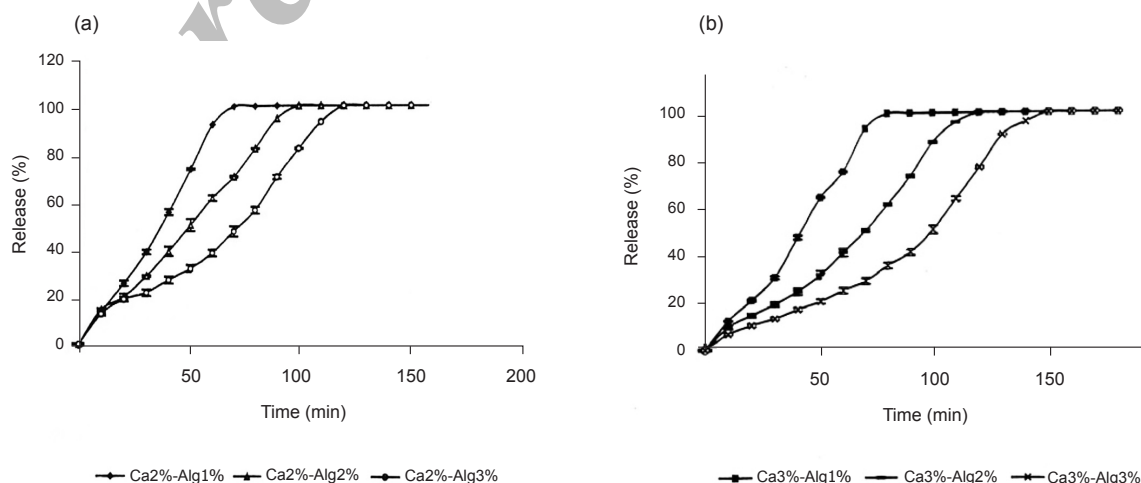 (a)
120
100
80
60
40
20
0
Release (%)
50
100
150
200
Time (min)
Ca2%-Alg1%
Ca2%-Alg2%
Ca2%-Alg3%
(b)
100
80
60
40
20
0
Release (%)
50
100
150
Time (min)
Ca3%-Alg1%
Ca3%-Alg2%
Ca3%-Alg3%